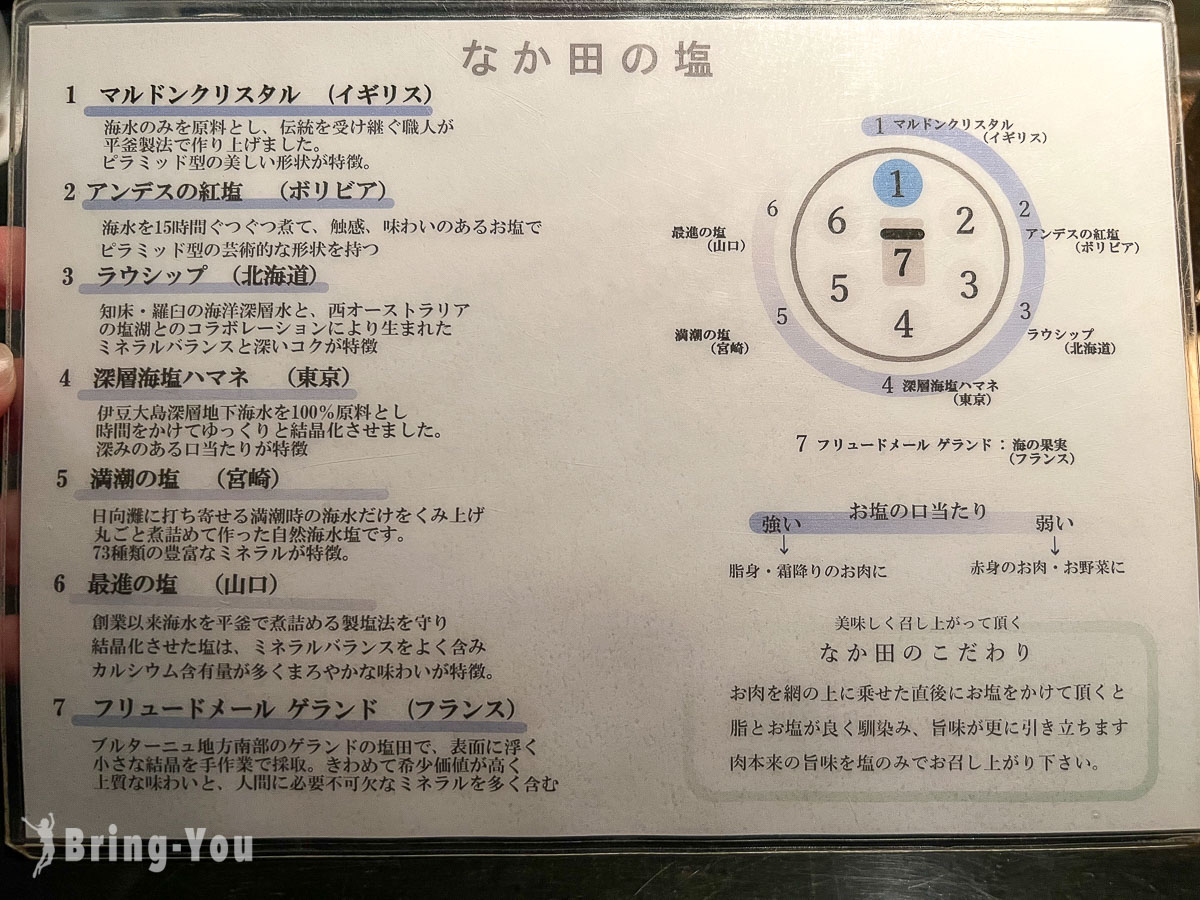 なか田の塩
1 マルドンクリスタル (イギリス)
海水のみを原料とし、伝統を受け継ぐ職人が
平釜製法で作り上げました。
ピラミッド型の美しい形状が特徴。
2 アンデスの紅塩 (ボリビア)
海水を15時間ぐつぐつ煮て、触感、味わいのあるお塩で
ピラミッド型の芸術的な形状を持つ
3 ラウシップ (北海道)
知床・羅臼の海洋深層水と、西オーストラリア
の塩湖とのコラボレーションにより生まれた
ミネラルバランスと深いコクが特徴
4 深層海塩ハマネ (東京)
伊豆大島深層地下海水を100%原料とし
時間をかけてゆっくりと結晶化させました。
深みのある口当たりが特徴
5 満潮の塩 (宮崎)
日向灘に打ち寄せる満潮時の海水だけをくみ上げ
丸ごと煮詰めて作った自然海水塩です。
73種類の豊富なミネラルが特徴。
6 最進の塩 (山口)
創業以来海水を平釜で煮詰める製塩法を守り
結晶化させた塩は、ミネラルバランスをよく含み
カルシウム含有量が多くまろやかな味わいが特徴。
7 フリュードメール ゲランド (フランス)
ブルターニュ地方南部のゲランドの塩田で、表面に浮く
小さな結晶を手作業で採取。きわめて希少価値が高く
上質な味わいと、人間に必要不可欠なミネラルを多く含む
1 マルドンクリスタル
(イギリス)
2
アンデスの紅塩
(ボリビア)
3
ラウシップ
(北海道)
4 深層海塩ハマネ
(東京)
5
満潮の塩
(宮崎)
6
最進の塩
(山口)
1
2
3
4
5
6
7
7 フリュードメール ゲランド:海の果実
(フランス)
お塩の口当たり
強い
弱い
↓
↓
脂身・霜降りのお肉に
赤身のお肉・お野菜に
美味しく召し上がって頂く
なか田のこだわり
お肉を網の上に乗せた直後にお塩をかけて頂くと
脂とお塩が良く馴染み、旨味が更に引き立ちます
肉本来の旨味を塩のみでお召し上がり下さい。
Bring-You